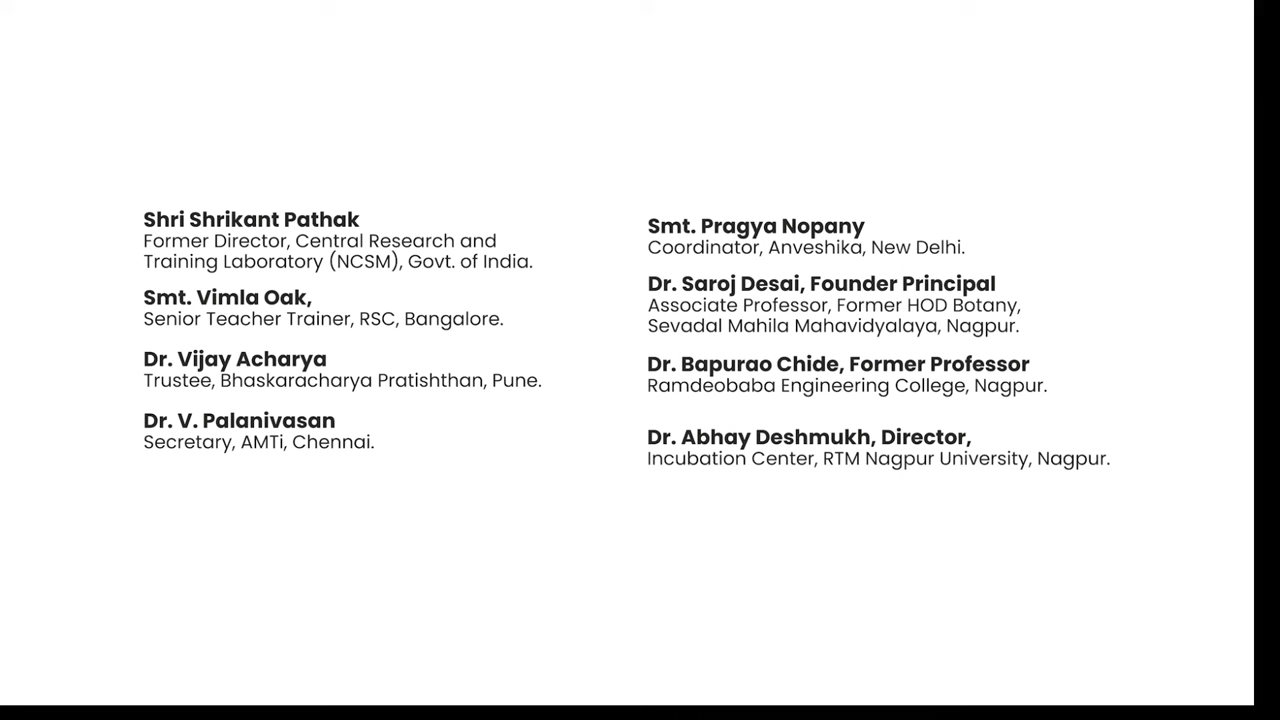 Shri Shrikant Pathak
Former Director, Central Research and
Training Laboratory (NCSM), Govt. of India.
Smt. Vimla Oak,
Senior Teacher Trainer, RSC, Bangalore.
Dr. Vijay Acharya
Trustee, Bhaskaracharya Pratishthan, Pune.
Dr. V. Palanivasan
Secretary, AMTi, Chennai.
Smt. Pragya Nopany
Coordinator, Anveshika, New Delhi.
Dr. Saroj Desai, Founder Principal
Associate Professor, Former HOD Botany,
Sevadal Mahila Mahavidyalaya, Nagpur.
Dr. Bapurao Chide, Former Professor
Ramdeobaba Engineering College, Nagpur.
Dr. Abhay Deshmukh, Director,
Incubation Center, RTM Nagpur University, Nagpur.